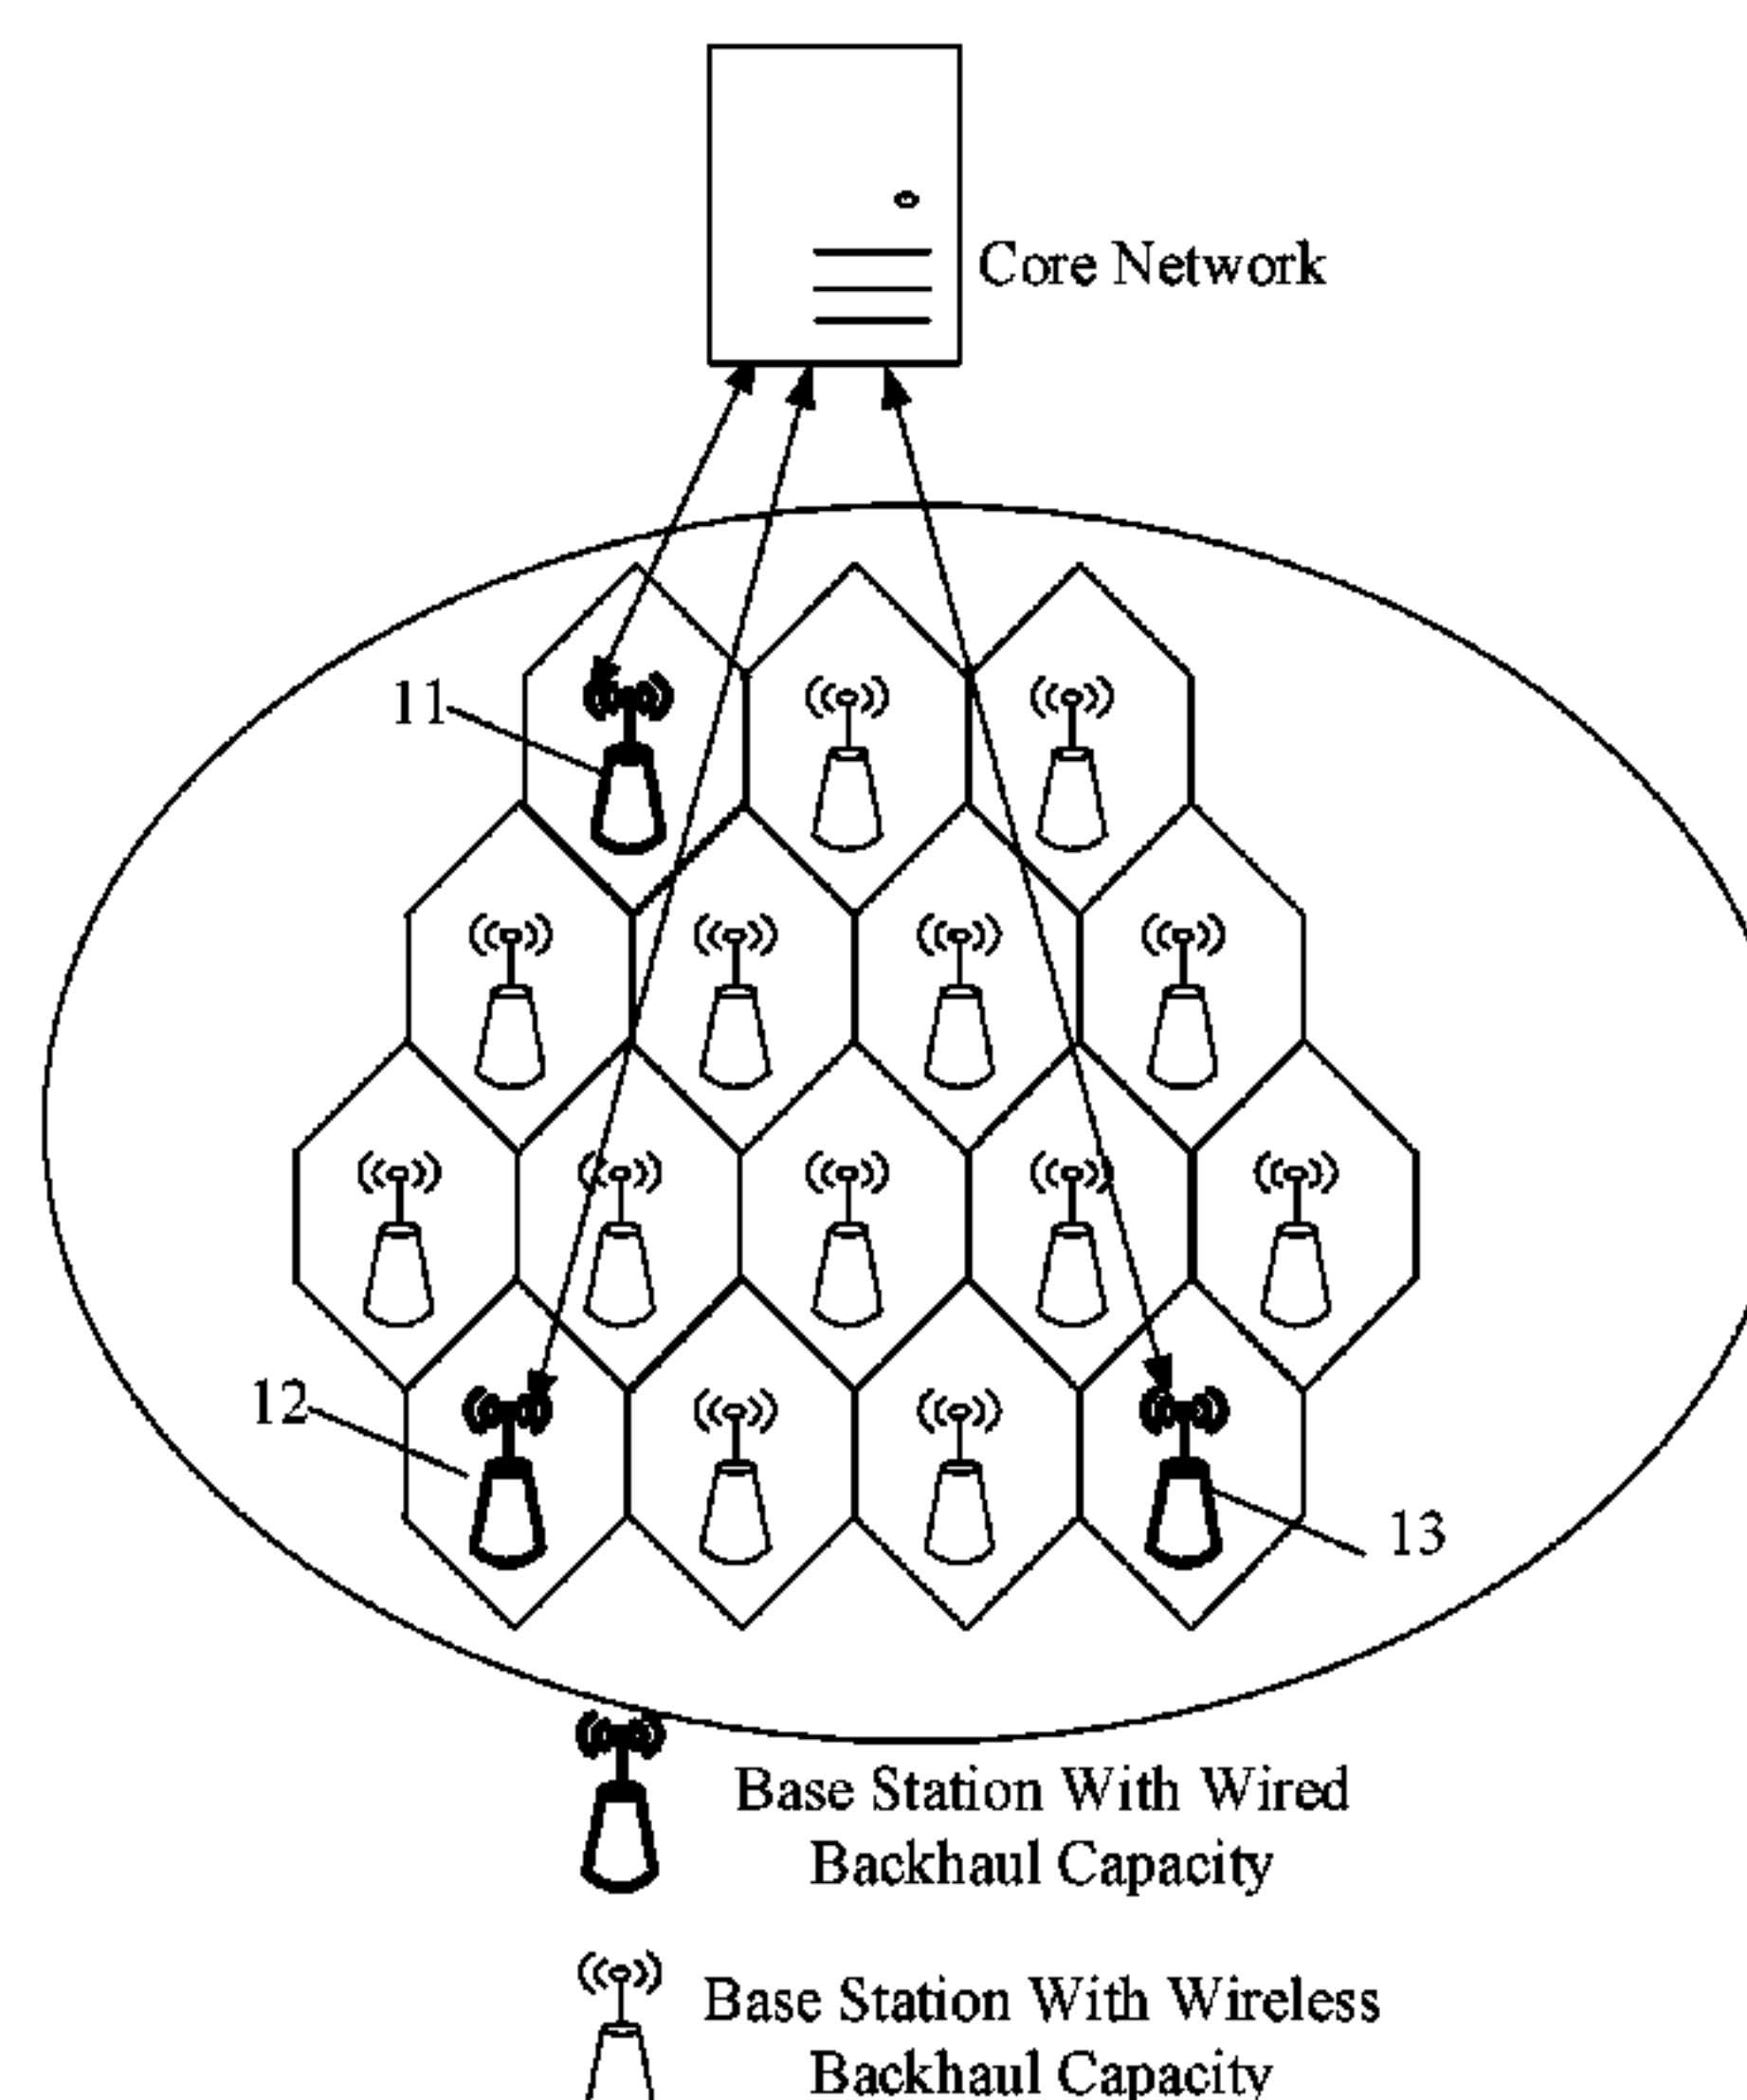 Core Network
11
12
13
Base Station With Wired
Backhaul Capacity
Base Station With Wireless
Backhaul Capacity